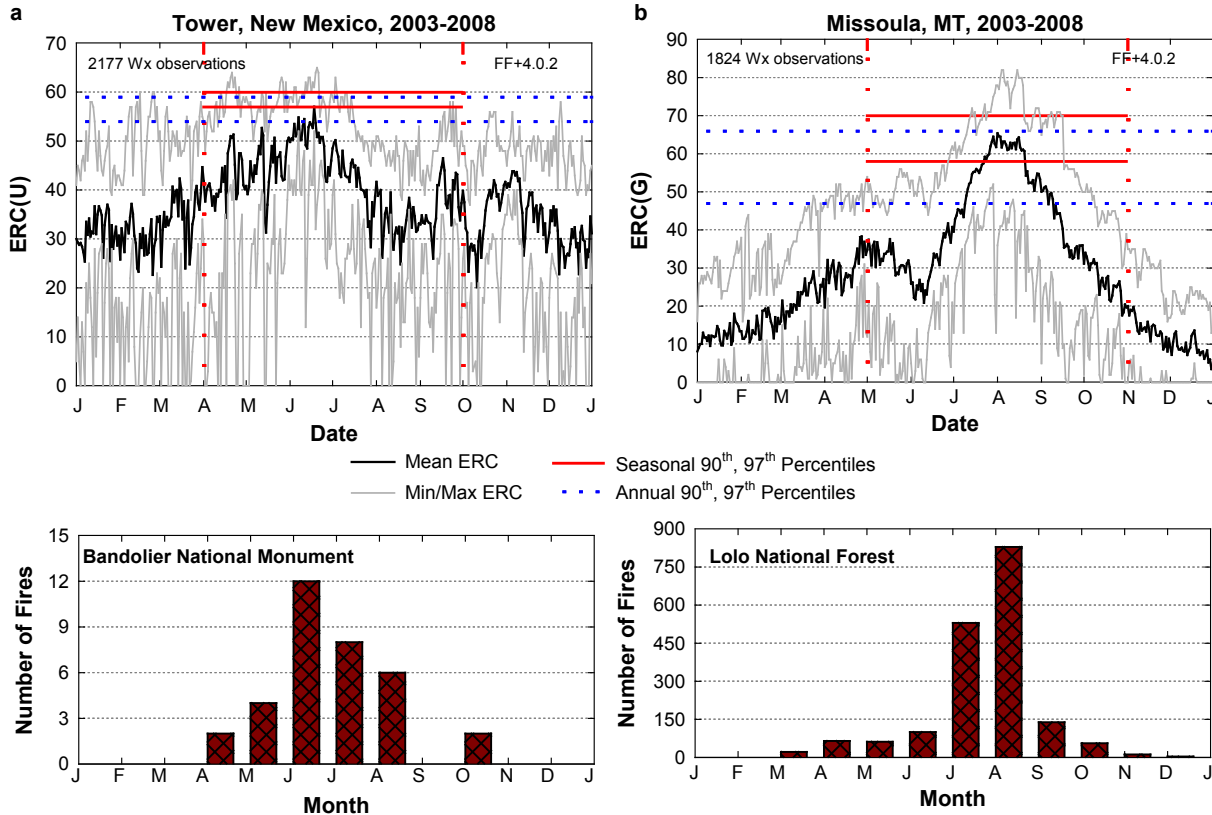 a
Tower, New Mexico, 2003-2008
2177 Wx observations
FF+4.0.2
70
60
50
40
30
20
10
0
ERC(U)
J F M A M J J A S O N D J
Date
b
Missoula, MT, 2003-2008
1824 Wx observations
FF+4.0.2
90
80
70
60
50
40
30
20
10
0
ERC(G)
J F M A M J J A S O N D J
Date
Mean ERC
Min/Max ERC
Seasonal 90th, 97th Percentiles
Annual 90th, 97th Percentiles
Bandolier National Monument
15
12
9
6
3
0
Number of Fires
J F M A M J J A S O N D J
Month
Lolo National Forest
900
750
600
450
300
150
0
Number of Fires
J F M A M J J A S O N D J
Month